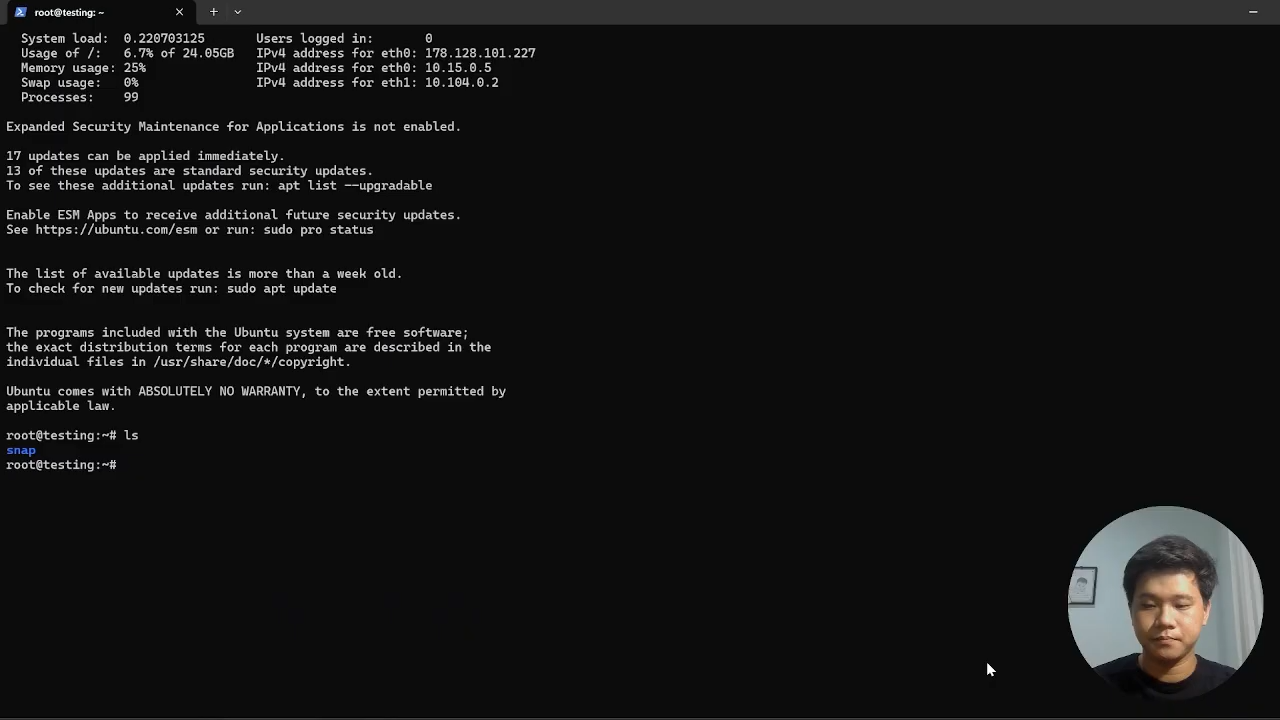 root@testing: ~
System load: 0.220703125 Users logged in: 0
Usage of /: 6.7% of 24.05GB IPv4 address for eth0: 178.128.101.227
Memory usage: 25% IPv4 address for eth0: 10.15.0.5
Swap usage: 0% IPv4 address for eth1: 10.104.0.2
Processes: 99
Expanded Security Maintenance for Applications is not enabled.
17 updates can be applied immediately.
13 of these updates are standard security updates.
To see these additional updates run: apt list --upgradable
Enable ESM Apps to receive additional future security updates.
See https://ubuntu.com/esm or run: sudo pro status
The list of available updates is more than a week old.
To check for new updates run: sudo apt update
The programs included with the Ubuntu system are free software;
the exact distribution terms for each program are described in the
individual files in /usr/share/doc/*/copyright.
Ubuntu comes with ABSOLUTELY NO WARRANTY, to the extent permitted by
applicable law.
root@testing:~# ls
snap
root@testing:~#